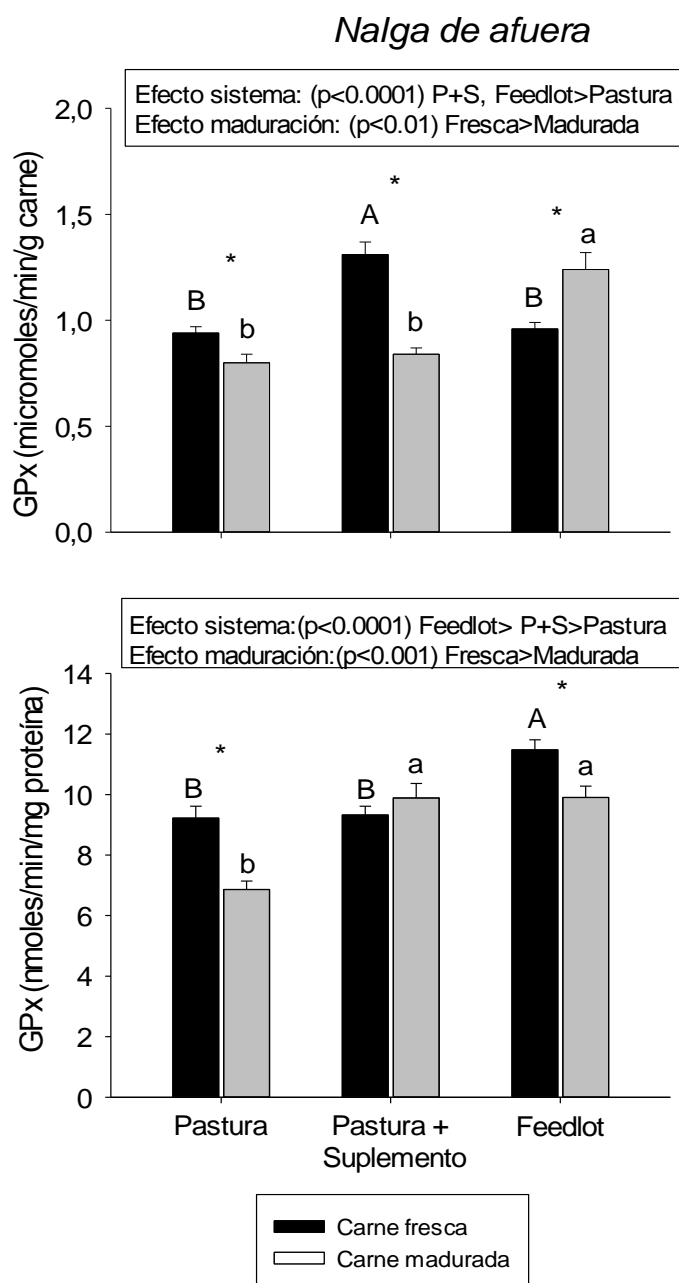 Nalga de afuera
Efecto sistema: (p<0.0001) P+S, Feedlot>Pastura
Efecto maduración: (p<0.01) Fresca>Madurada
GPx (micromoles/min/g carne)
2,0
1,5
1,0
0,5
0,0
B
*
b
A
*
b
B
*
a
Efecto sistema:(p<0.0001) Feedlot> P+S>Pastura
Efecto maduración:(p<0.001) Fresca>Madurada
GPx (nmoles/min/mg proteína)
14
12
10
8
6
4
2
0
B
*
b
B
a
A
*
a
Pastura
Pastura +
Suplemento
Feedlot
Carne fresca
Carne madurada